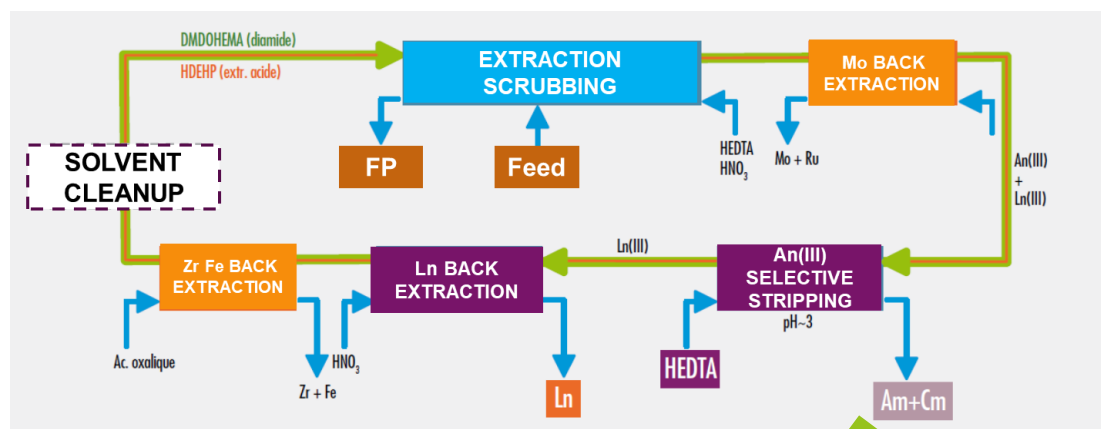 DMDOHEMA (diamide)
HDEHP (extr. acide)
EXTRACTION
SCRUBBING
Mo BACK
EXTRACTION
FP
Feed
HEDTA
HNO₃
Mo + Ru
An(III)
+
Ln(III)
SOLVENT
CLEANUP
Zr Fe BACK
EXTRACTION
Ln BACK
EXTRACTION
Ln(III)
An(III)
SELECTIVE
STRIPPING
pH~3
Ac. oxalique
Zr + Fe
HNO₃
Ln
HEDTA
Am+Cm